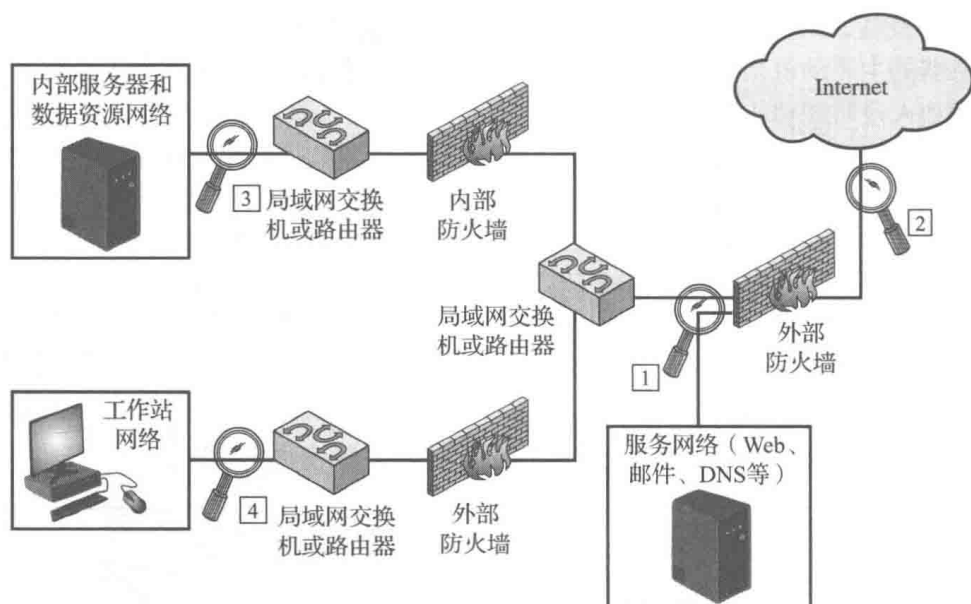 内部服务器和
数据资源网络
3
局域网交换
机或路由器
内部
防火墙
Internet
2
局域网交换
机或路由器
1
外部
防火墙
工作站
网络
4
局域网交换
机或路由器
外部
防火墙
服务网络（Web、
邮件、DNS等）